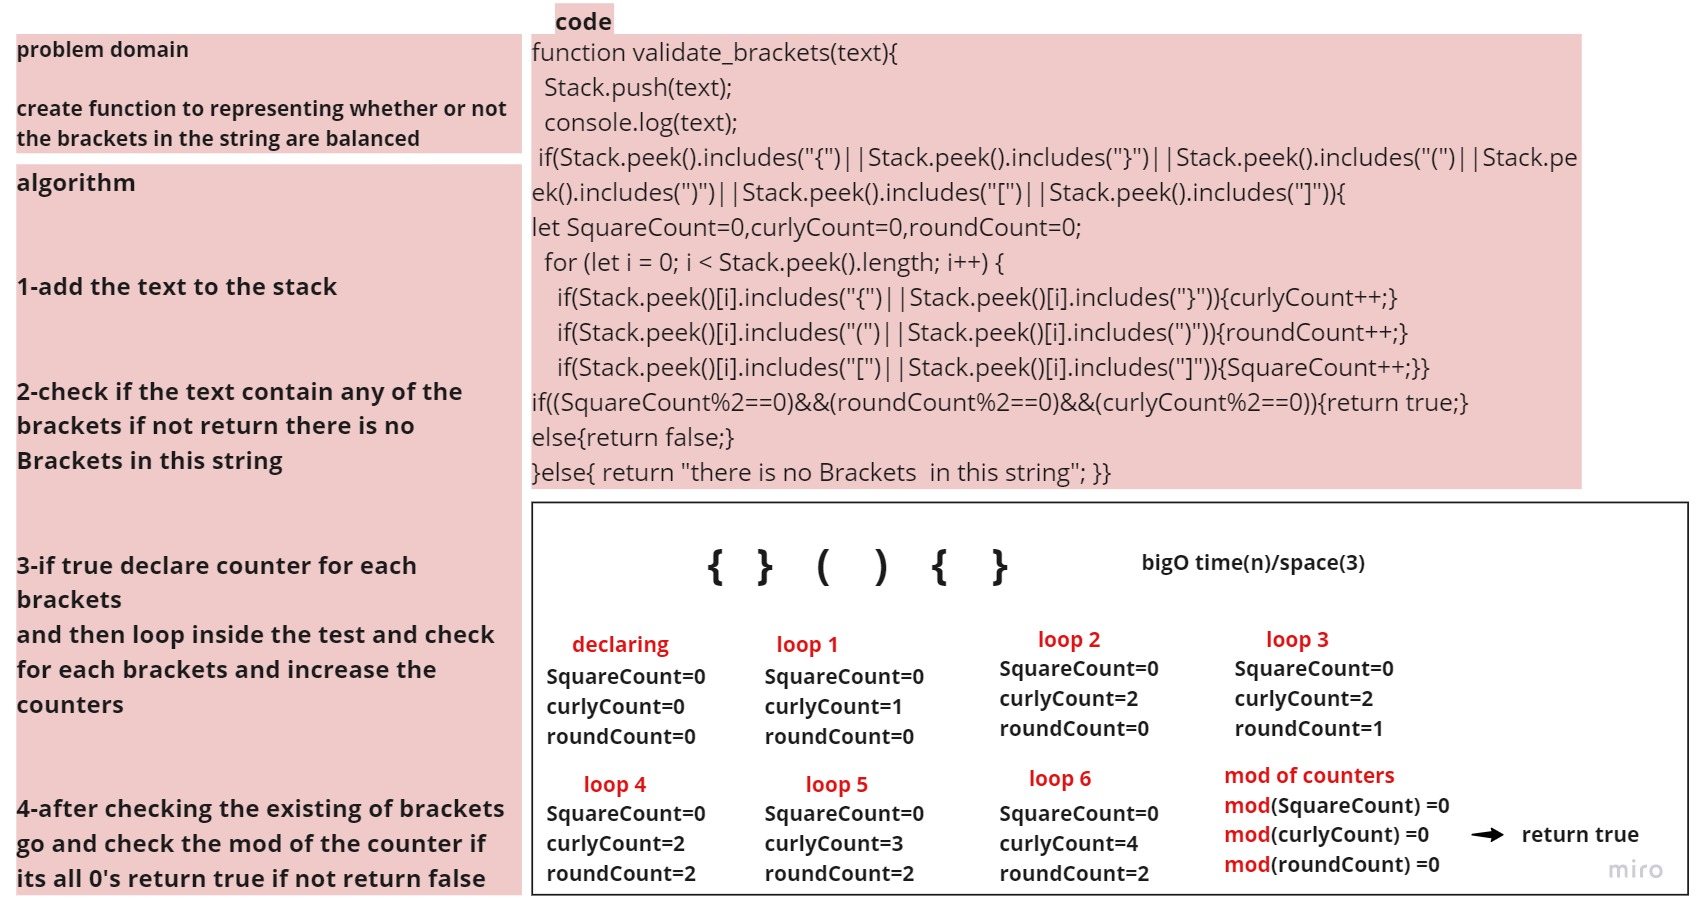 problem domain
create function to representing whether or not
the brackets in the string are balanced
algorithm
1-add the text to the stack
2-check if the text contain any of the
brackets if not return there is no
Brackets in this string
3-if true declare counter for each
brackets
and then loop inside the test and check
for each brackets and increase the
counters
4-after checking the existing of brackets
go and check the mod of the counter if
its all 0's return true if not return false
code
function validate_brackets(text){
Stack.push(text);
console.log(text);
if(Stack.peek().includes("{")||Stack.peek().includes("}")||Stack.peek().includes("(")||Stack.pe
ek().includes(")")||Stack.peek().includes("[")||Stack.peek().includes("]")){
let SquareCount=0,curlyCount=0,roundCount=0;
for (let i = 0; i < Stack.peek().length; i++) {
if(Stack.peek()[i].includes("{")||Stack.peek()[i].includes("}")){curlyCount++;}
if(Stack.peek()[i].includes("(")||Stack.peek()[i].includes(")")){roundCount++;}
if(Stack.peek()[i].includes("[")||Stack.peek()[i].includes("]")){SquareCount++;}}
if((SquareCount%2==0)&&(roundCount%2==0)&&(curlyCount%2==0)){return true;}
else{return false;}
}else{ return "there is no Brackets  in this string"; }}
{ } ( ) { }
bigO time(n)/space(3)
declaring
SquareCount=0
curlyCount=0
roundCount=0
loop 1
SquareCount=0
curlyCount=1
roundCount=0
loop 2
SquareCount=0
curlyCount=2
roundCount=0
loop 3
SquareCount=0
curlyCount=2
roundCount=1
loop 4
SquareCount=0
curlyCount=2
roundCount=2
loop 5
SquareCount=0
curlyCount=3
roundCount=2
loop 6
SquareCount=0
curlyCount=4
roundCount=2
mod of counters
mod(SquareCount) =0
mod(curlyCount) =0
mod(roundCount) =0
return true
miro